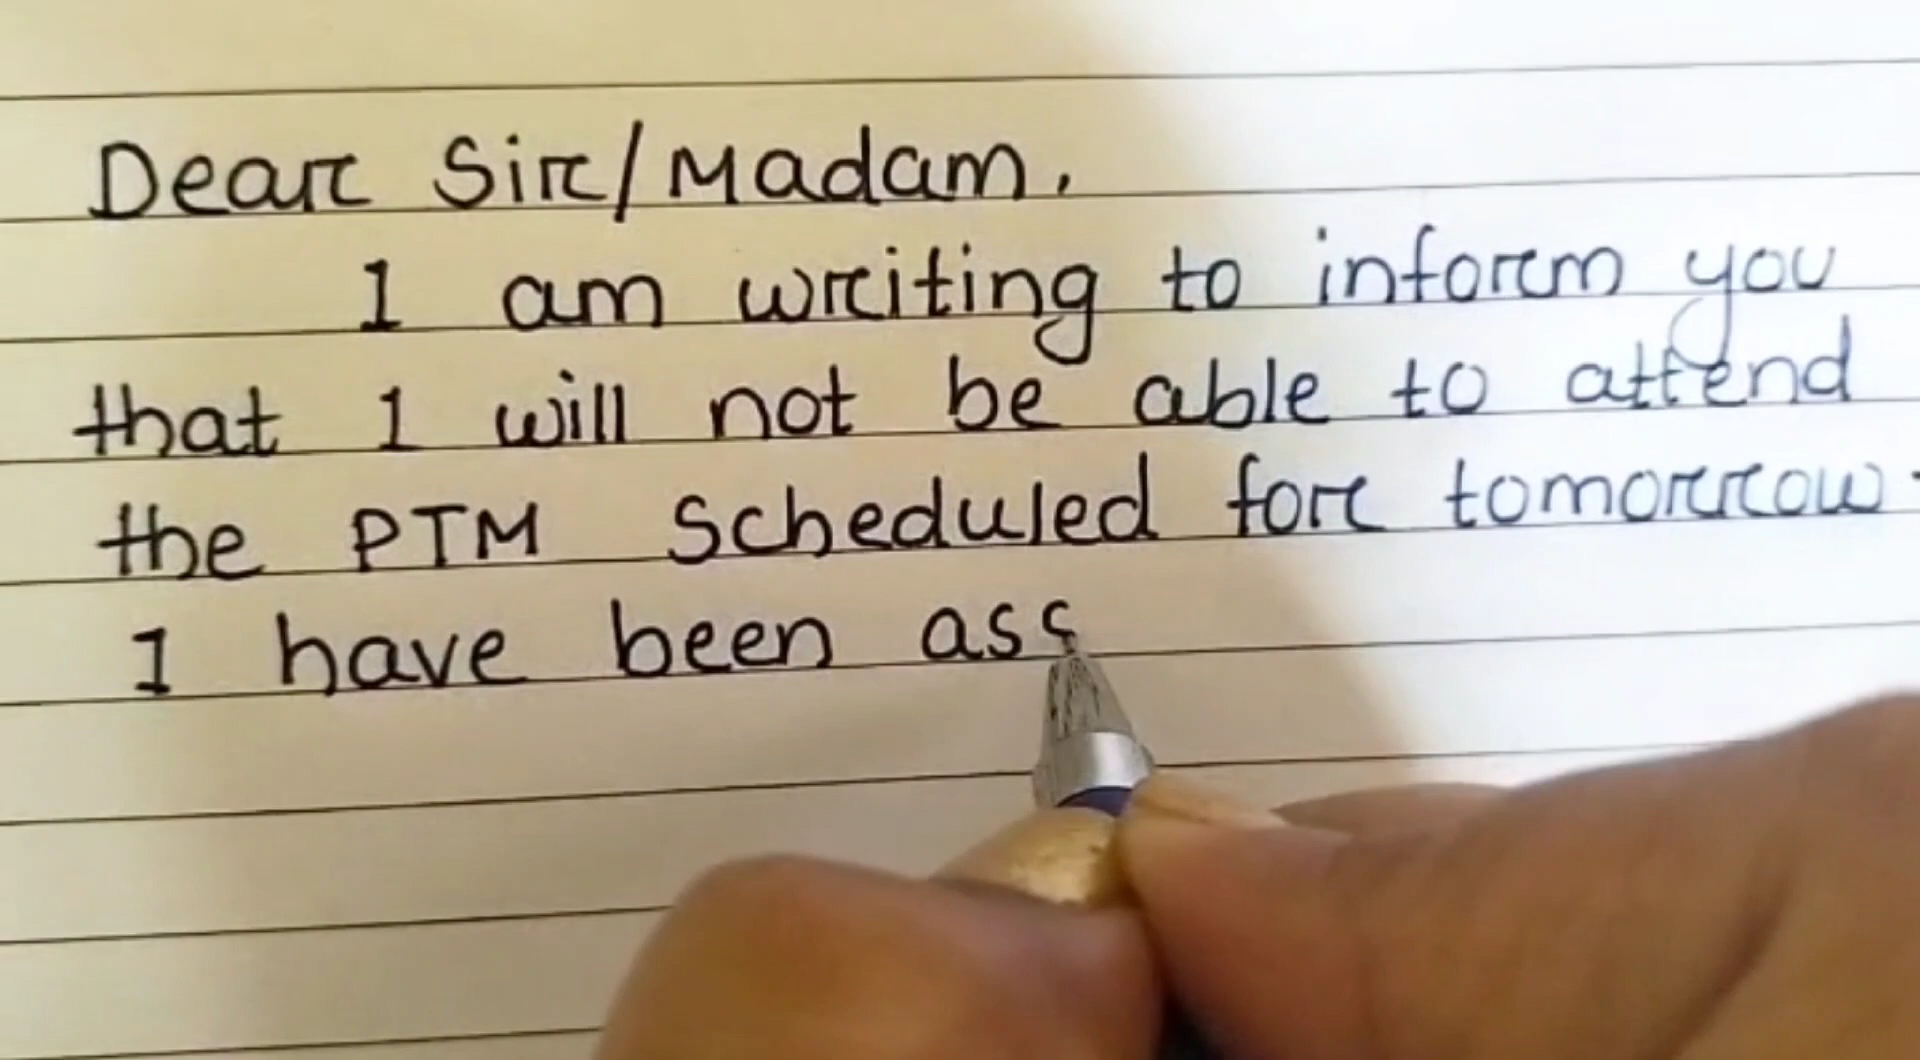 Dear Sir/Madam,
I am writing to inform you
that I will not be able to attend
the PTM scheduled for tomorrow.
I have been ass